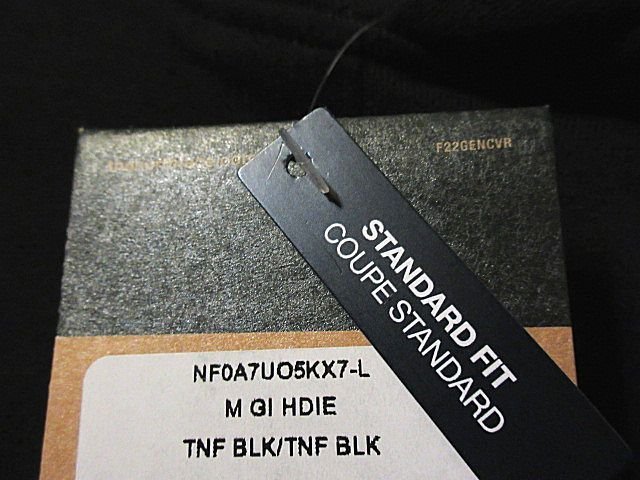 F22GENCVR
STANDARD FIT
COUPE STANDARD
NF0A7UO5KX7-L
M GI HDIE
TNF BLK/TNF BLK